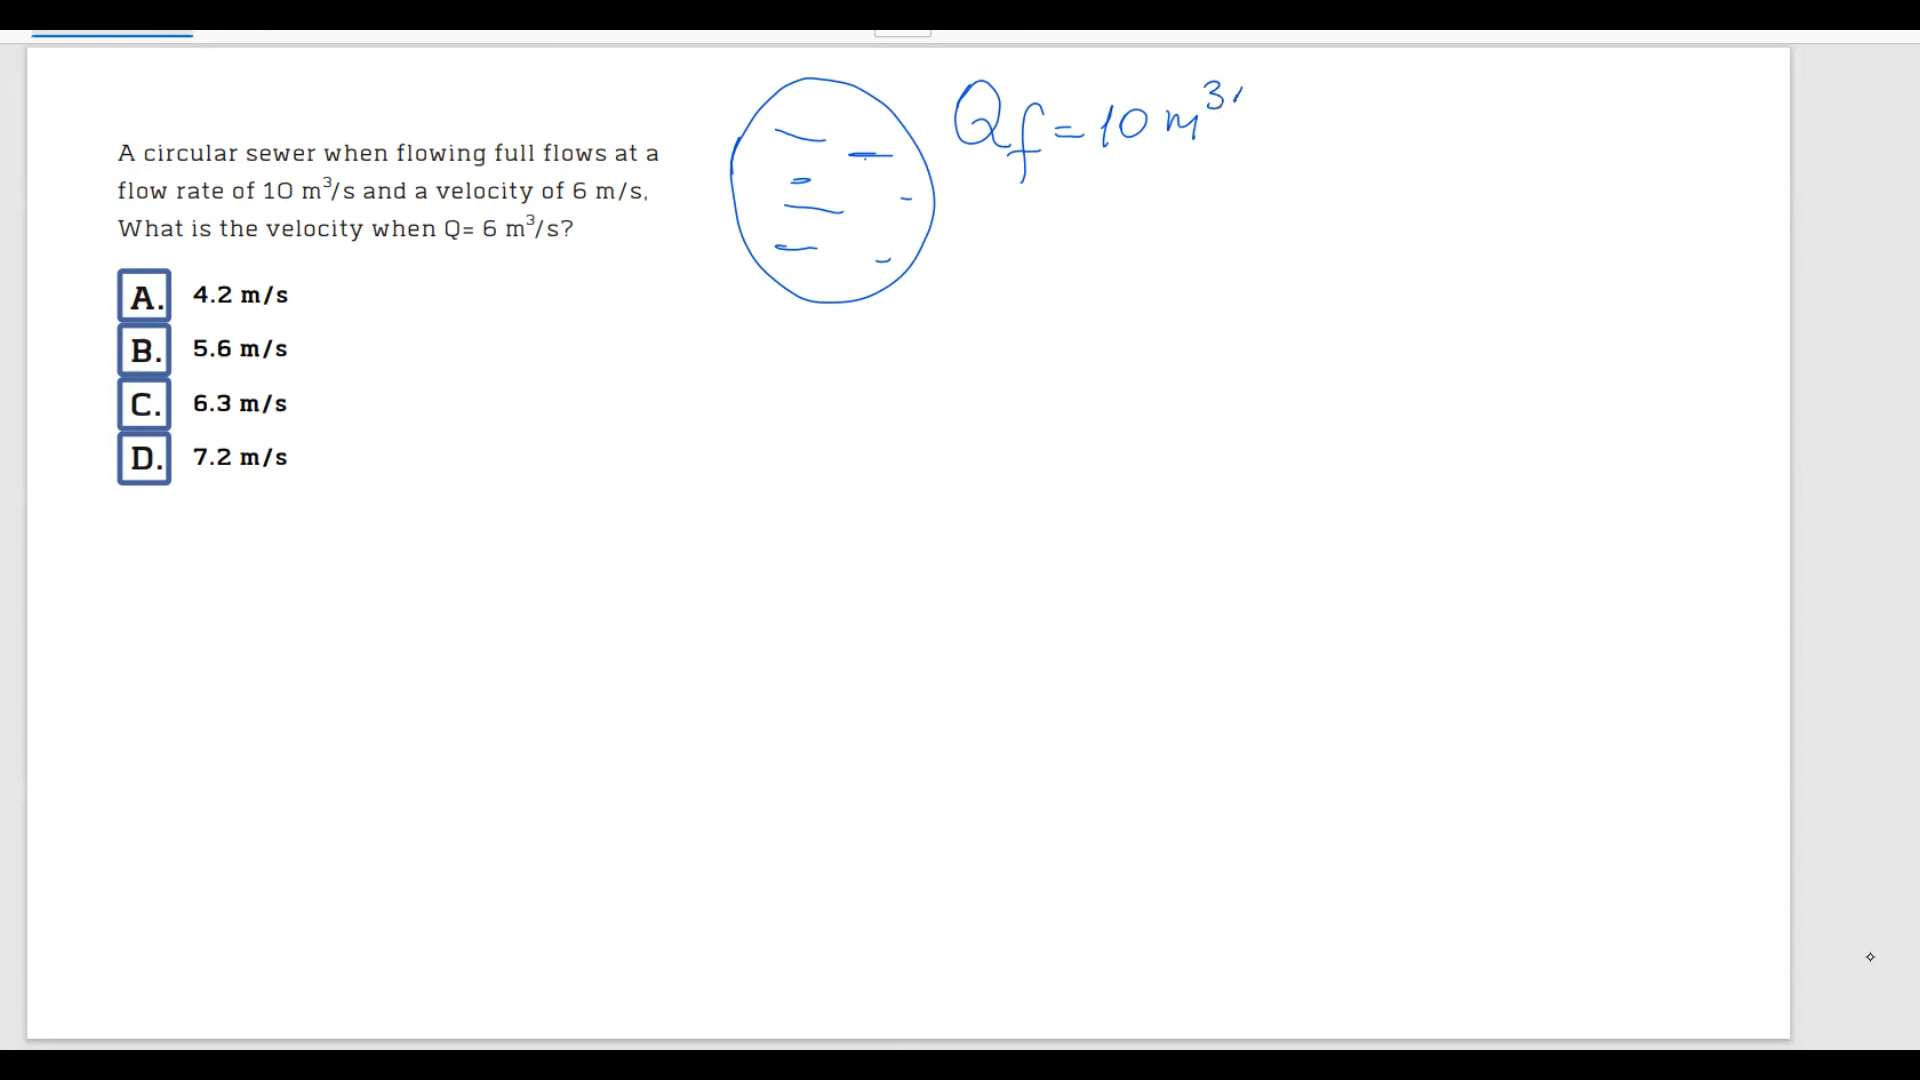 A circular sewer when flowing full flows at a
flow rate of 10 m³/s and a velocity of 6 m/s,
What is the velocity when Q= 6 m³/s?
A. 4.2 m/s
B. 5.6 m/s
C. 6.3 m/s
D. 7.2 m/s
Qf = 10 m³